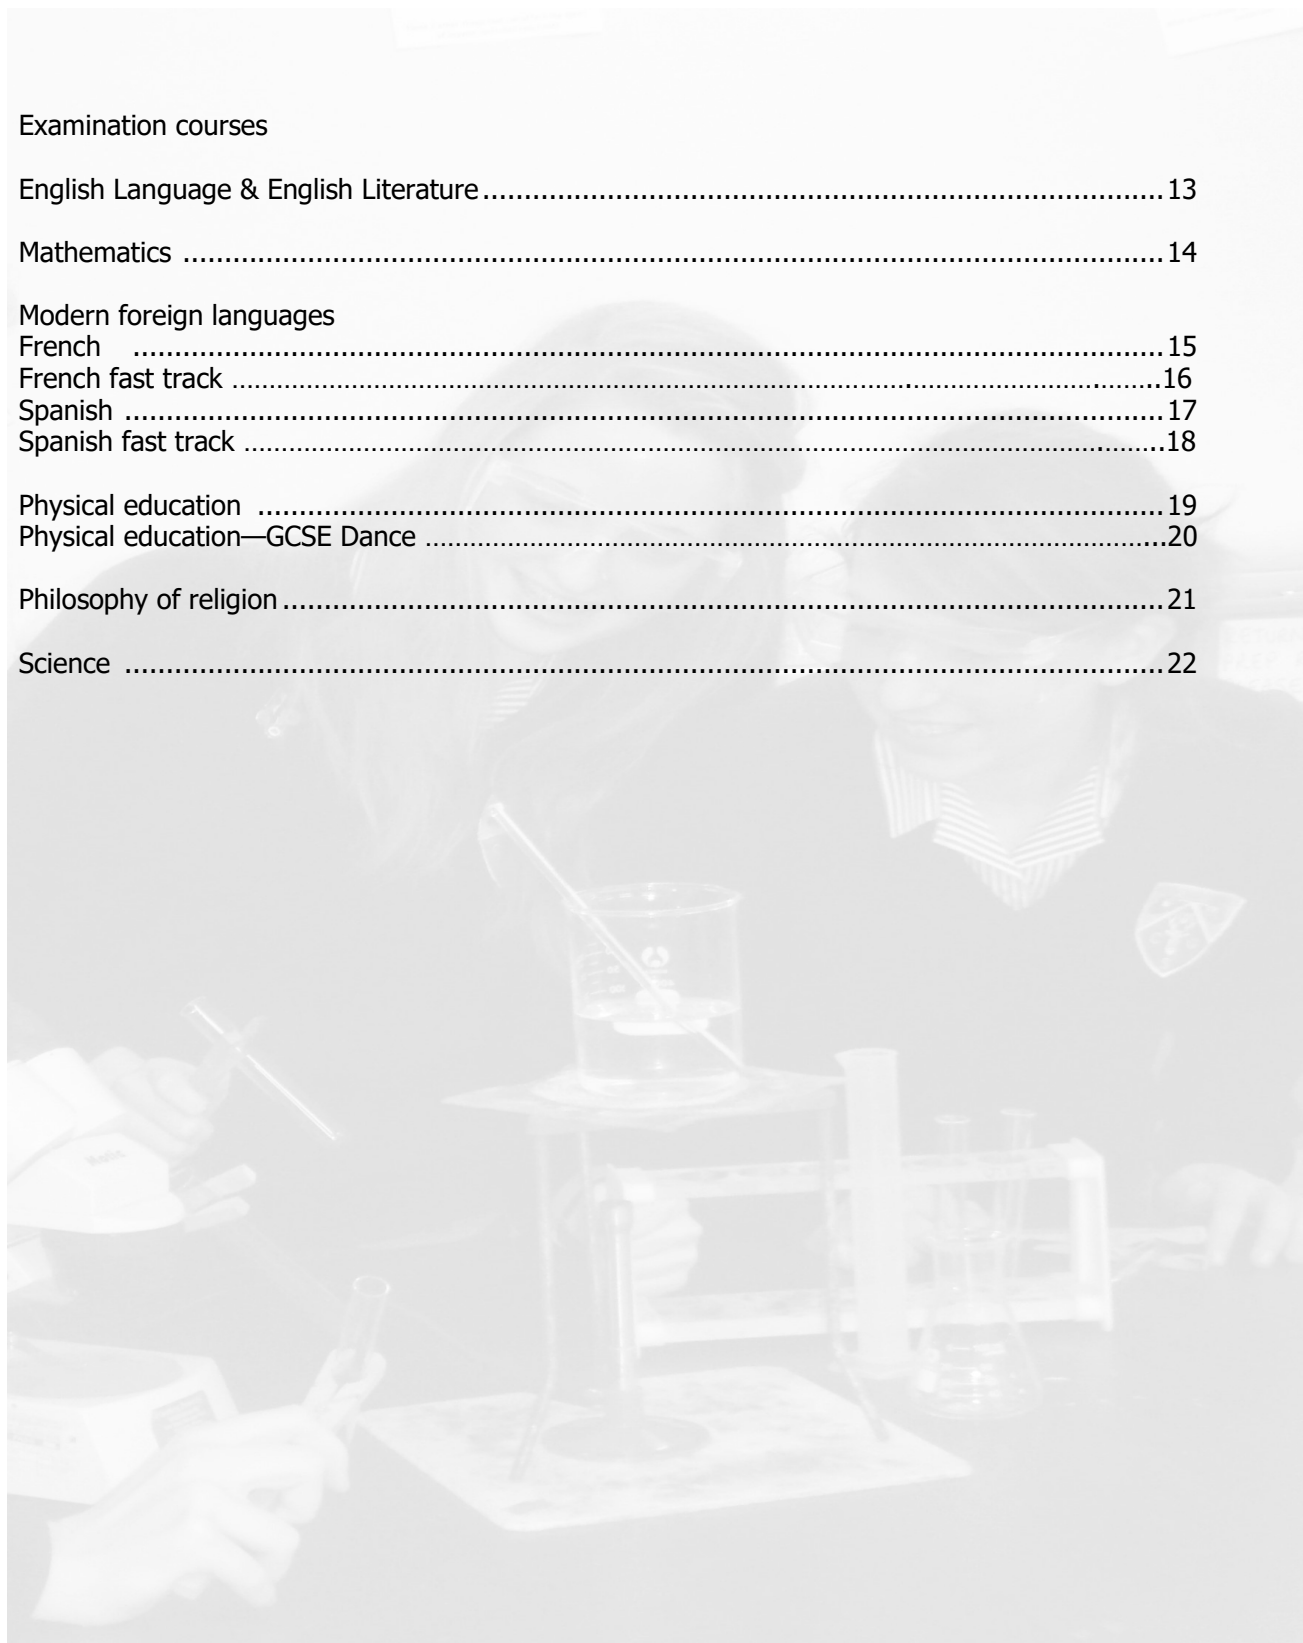 Examination courses
English Language & English Literature....................................................................................13
Mathematics ........................................................................................................................14
Modern foreign languages
French ..............................................................................................................................15
French fast track ..................................................................................................................16
Spanish ..............................................................................................................................17
Spanish fast track .................................................................................................................18
Physical education ...............................................................................................................19
Physical education—GCSE Dance ...........................................................................................20
Philosophy of religion............................................................................................................21
Science ..............................................................................................................................22